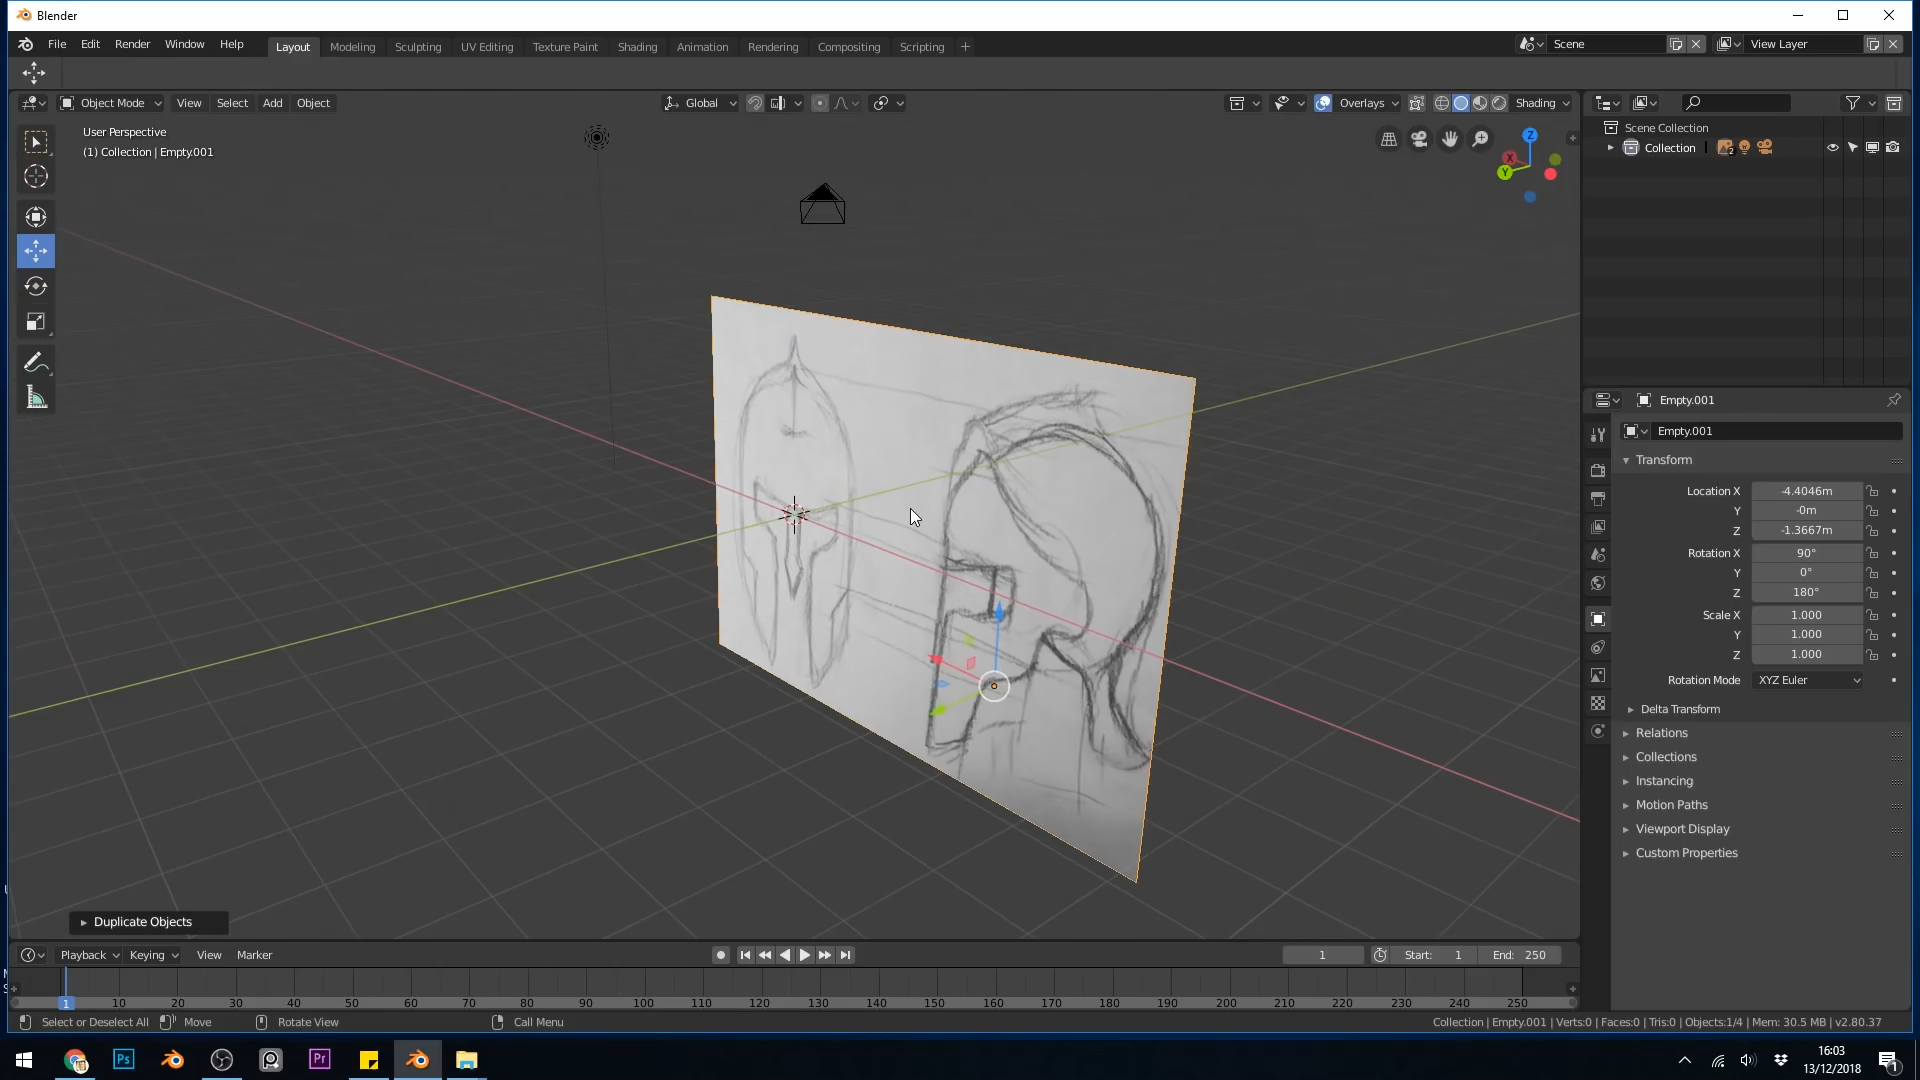 Blender
File Edit Render Window Help
Layout Modeling Sculpting UV Editing Texture Paint Shading Animation Rendering Compositing Scripting +
Scene
View Layer
Object Mode View Select Add Object
Global
Overlays
Shading
User Perspective
(1) Collection | Empty.001
Z
X
Y
Scene Collection
Collection
2
Empty.001
Empty.001
Transform
Location X -4.4046m
Y -0m
Z -1.3667m
Rotation X 90°
Y 0°
Z 180°
Scale X 1.000
Y 1.000
Z 1.000
Rotation Mode XYZ Euler
Delta Transform
Relations
Collections
Instancing
Motion Paths
Viewport Display
Custom Properties
Duplicate Objects
Playback Keying View Marker
1
Start: 1
End: 250
1 10 20 30 40 50 60 70 80 90 100 110 120 130 140 150 160 170 180 190 200 210 220 230 240 250
Select or Deselect All Move Rotate View Call Menu
Collection | Empty.001 | Verts:0 | Faces:0 | Tris:0 | Objects:1/4 | Mem: 30.5 MB | v2.80.37
Ps
Pr
16:03
13/12/2018
1